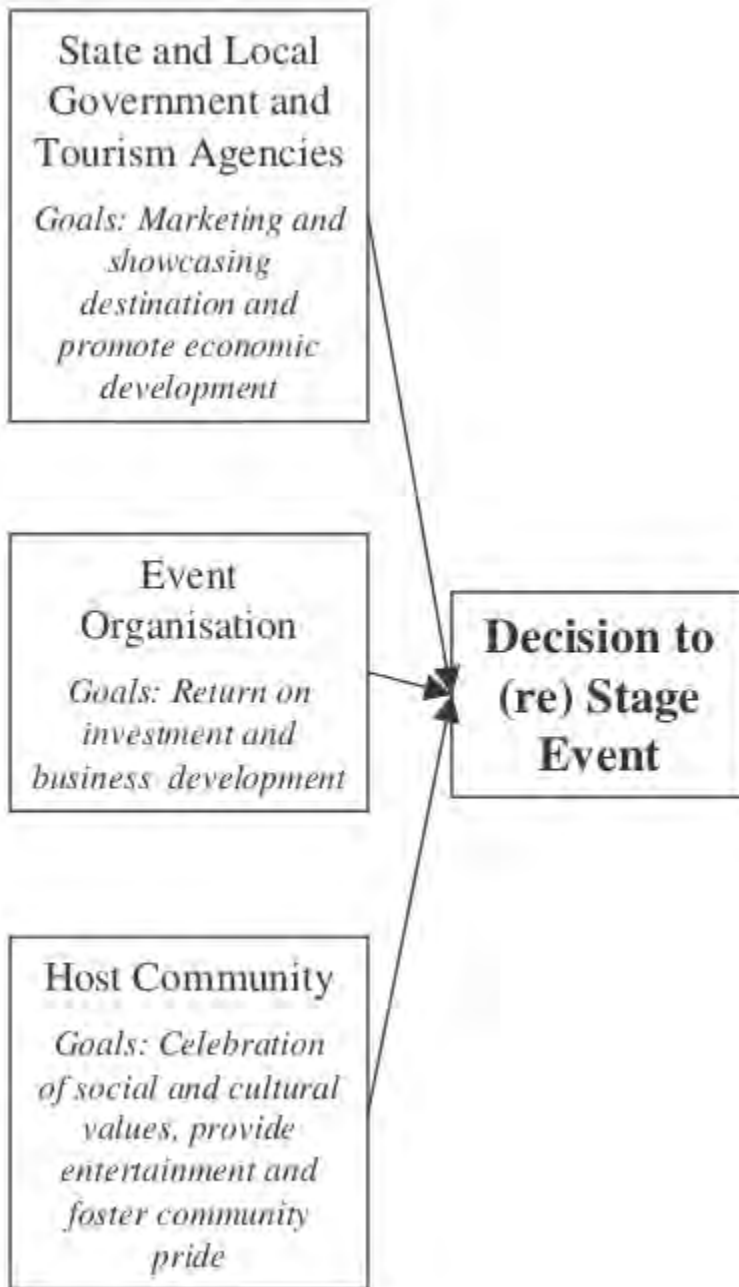 State and Local
Government and
Tourism Agencies
Goals: Marketing and
showcasing
destination and
promote economic
development
Event
Organisation
Goals: Return on
investment and
business development
Decision to
(re) Stage
Event
Host Community
Goals: Celebration
of social and cultural
values, provide
entertainment and
foster community
pride